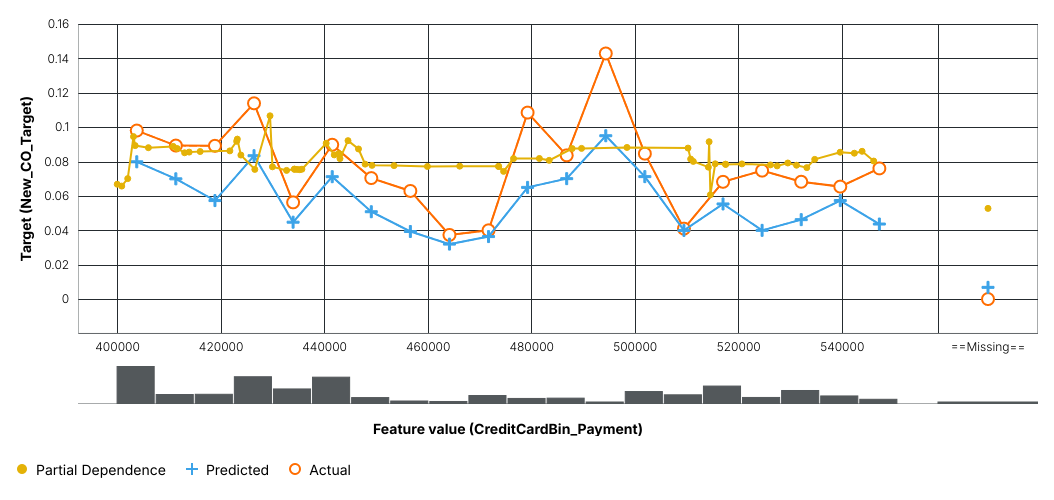 0.16
0.14
0.12
0.1
0.08
0.06
0.04
0.02
0
Target (New_CO_Target)
400000 420000 440000 460000 480000 500000 520000 540000 ==Missing==
Feature value (CreditCardBin_Payment)
Partial Dependence Predicted Actual